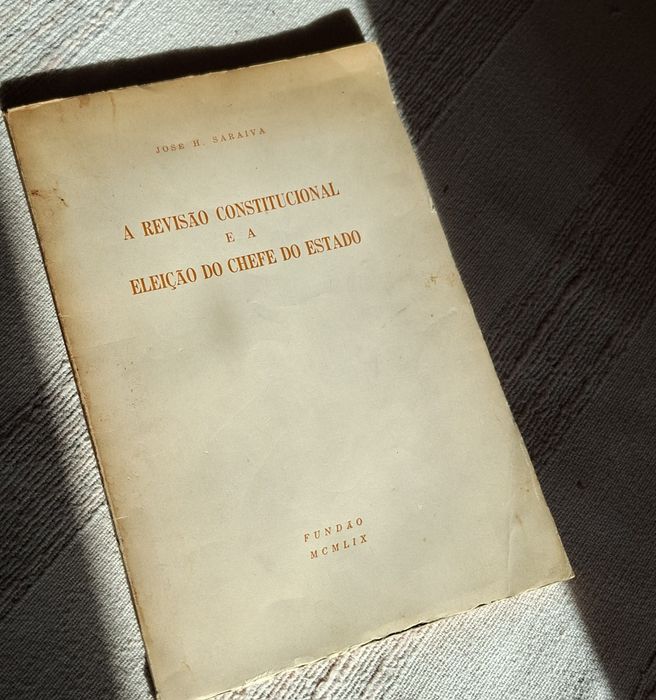 JOSE H. SARAIVA
A REVISÃO CONSTITUCIONAL
E A
ELEIÇÃO DO CHEFE DO ESTADO
FUNDÃO
MCMLIX